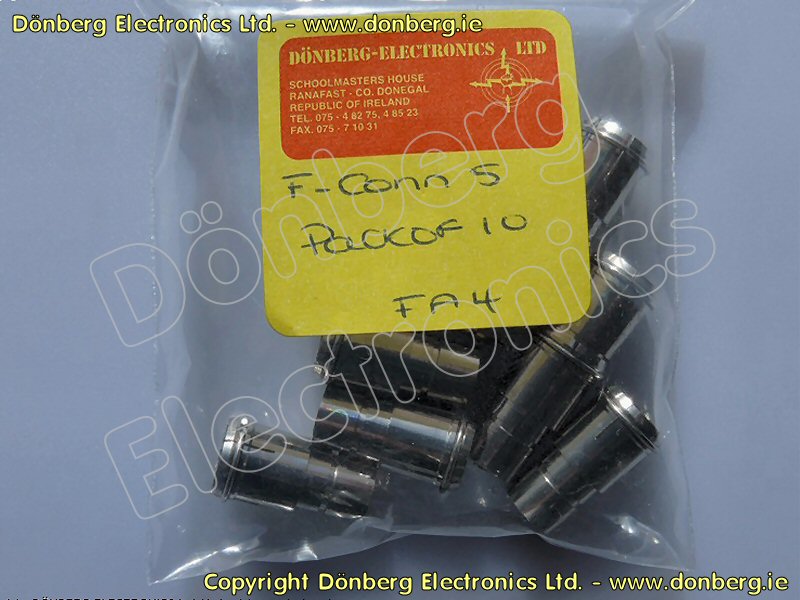 Dönberg Electronics Ltd. - www.donberg.ie
DÖNBERG-ELECTRONICS LTD
SCHOOLMASTERS HOUSE
RANAFAST - CO. DONEGAL
REPUBLIC OF IRELAND
TEL. 075 - 4 82 75, 4 85 23
FAX. 075 - 7 10 31
F-Conn 5
Pack OF 10
FA4
Dönberg
Electronics
Copyright Dönberg Electronics Ltd. - www.donberg.ie